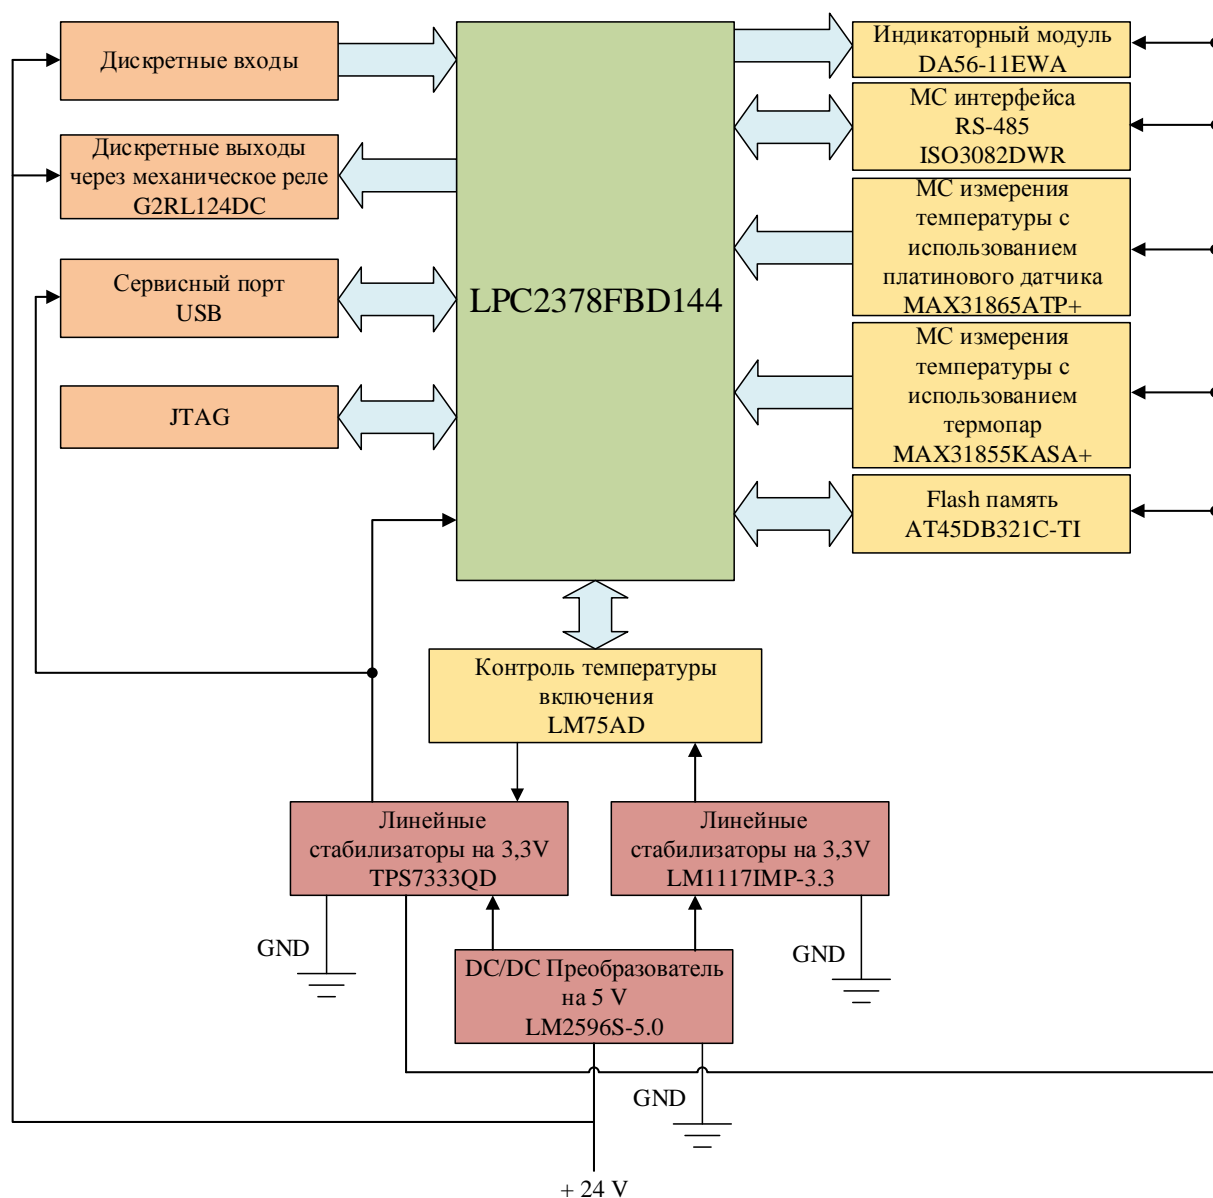 Дискретные входы
Дискретные выходы
через механическое реле
G2RL124DC
Сервисный порт
USB
JTAG
LPC2378FBD144
Индикаторный модуль
DA56-11EWA
МС интерфейса
RS-485
ISO3082DWR
МС измерения
температуры с
использованием
платинового датчика
MAX31865ATP+
МС измерения
температуры с
использованием
термопар
MAX31855KASA+
Flash память
AT45DB321C-TI
Контроль температуры
включения
LM75AD
Линейные
стабилизаторы на 3,3V
TPS7333QD
Линейные
стабилизаторы на 3,3V
LM1117IMP-3.3
GND
GND
DC/DC Преобразователь
на 5 V
LM2596S-5.0
GND
+ 24 V